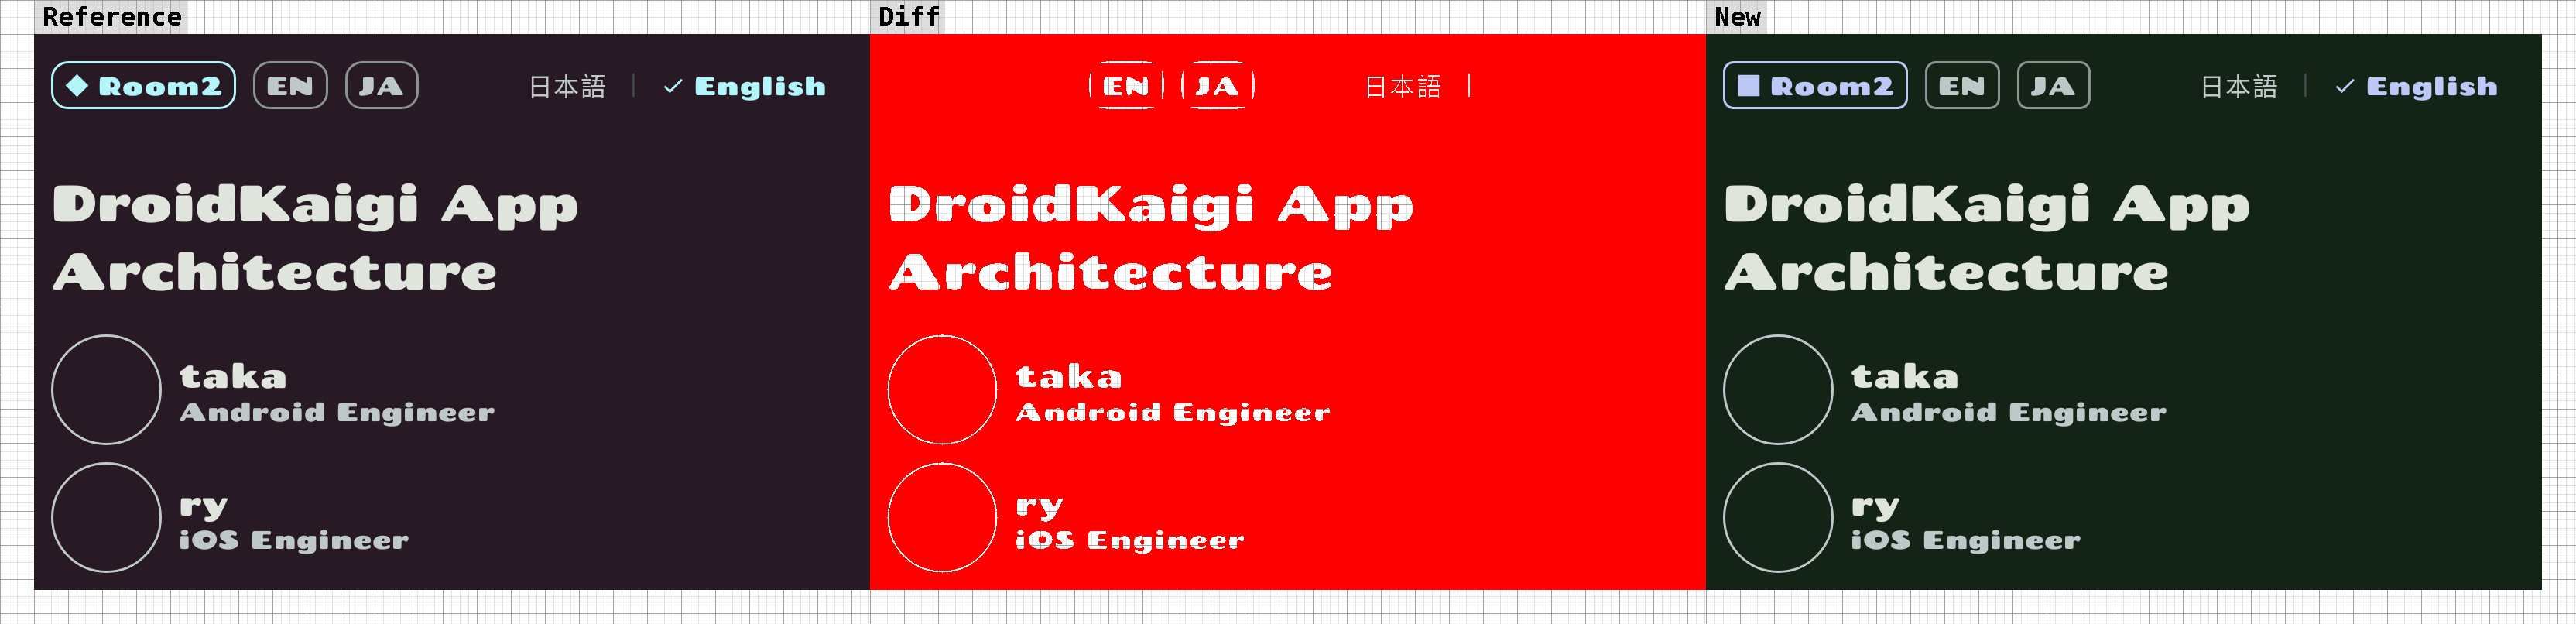 Reference
Room2 EN JA 日本語 English
DroidKaigi App
Architecture
taka
Android Engineer
ry
iOS Engineer
Diff
EN JA 日本語
DroidKaigi App
Architecture
taka
Android Engineer
ry
iOS Engineer
New
Room2 EN JA 日本語 English
DroidKaigi App
Architecture
taka
Android Engineer
ry
iOS Engineer